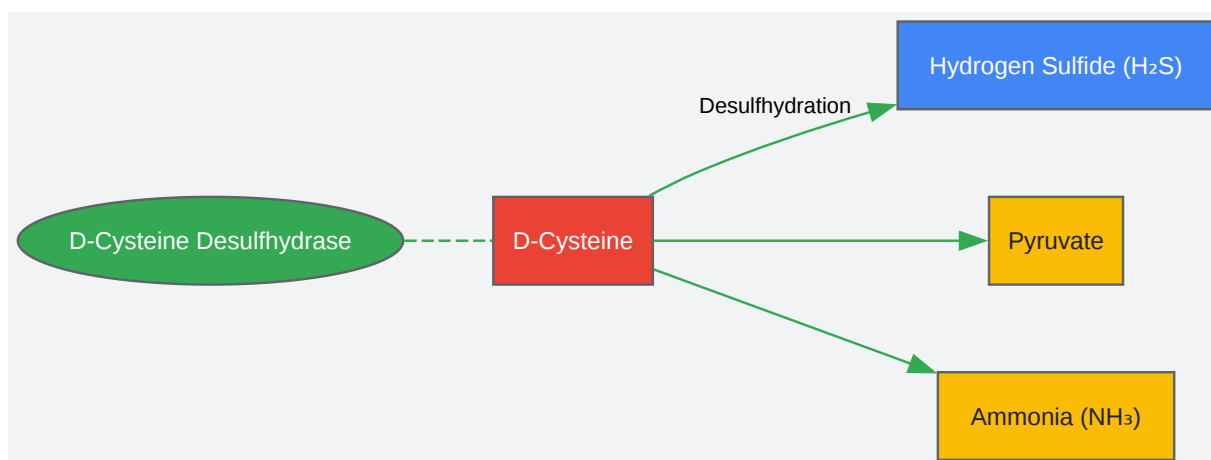 Hydrogen Sulfide (H₂S)
Desulfhydration
D-Cysteine Desulfhydrase
D-Cysteine
Pyruvate
Ammonia (NH₃)